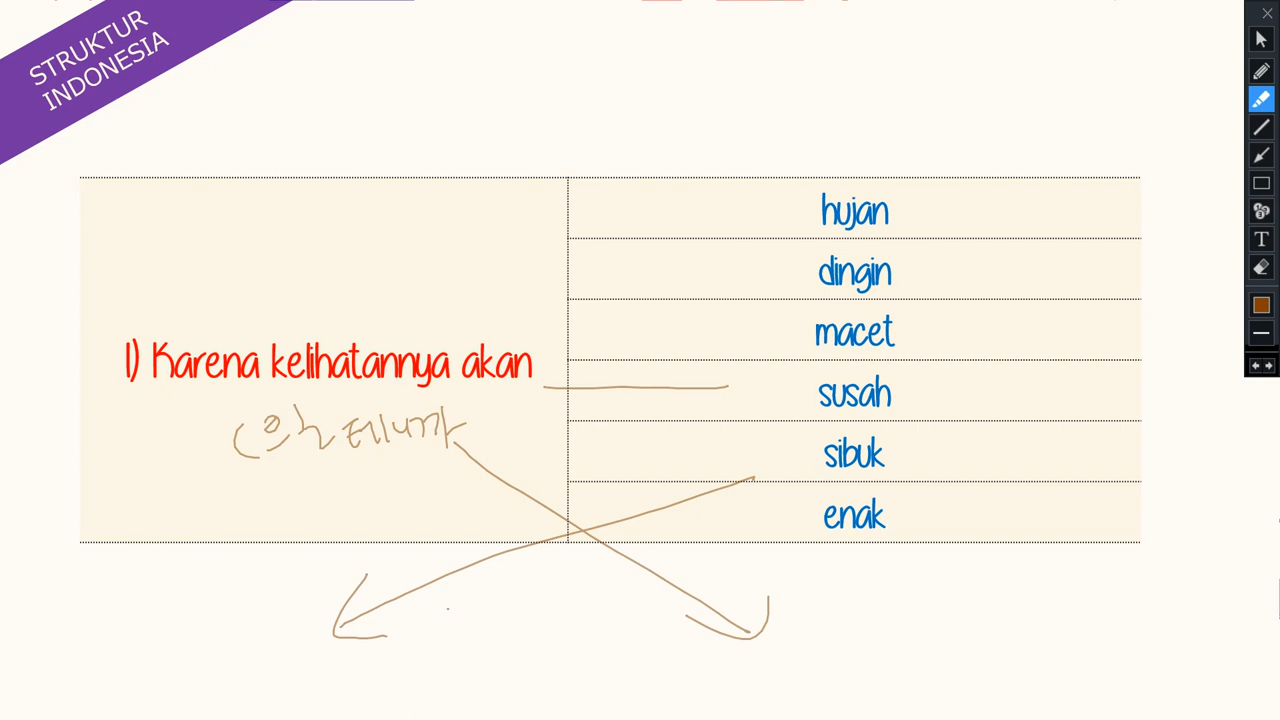 STRUKTUR
INDONESIA
hujan
dingin
macet
1) Karena kelihatannya akan
susah
(으)ㄹ 테니까
sibuk
enak
T